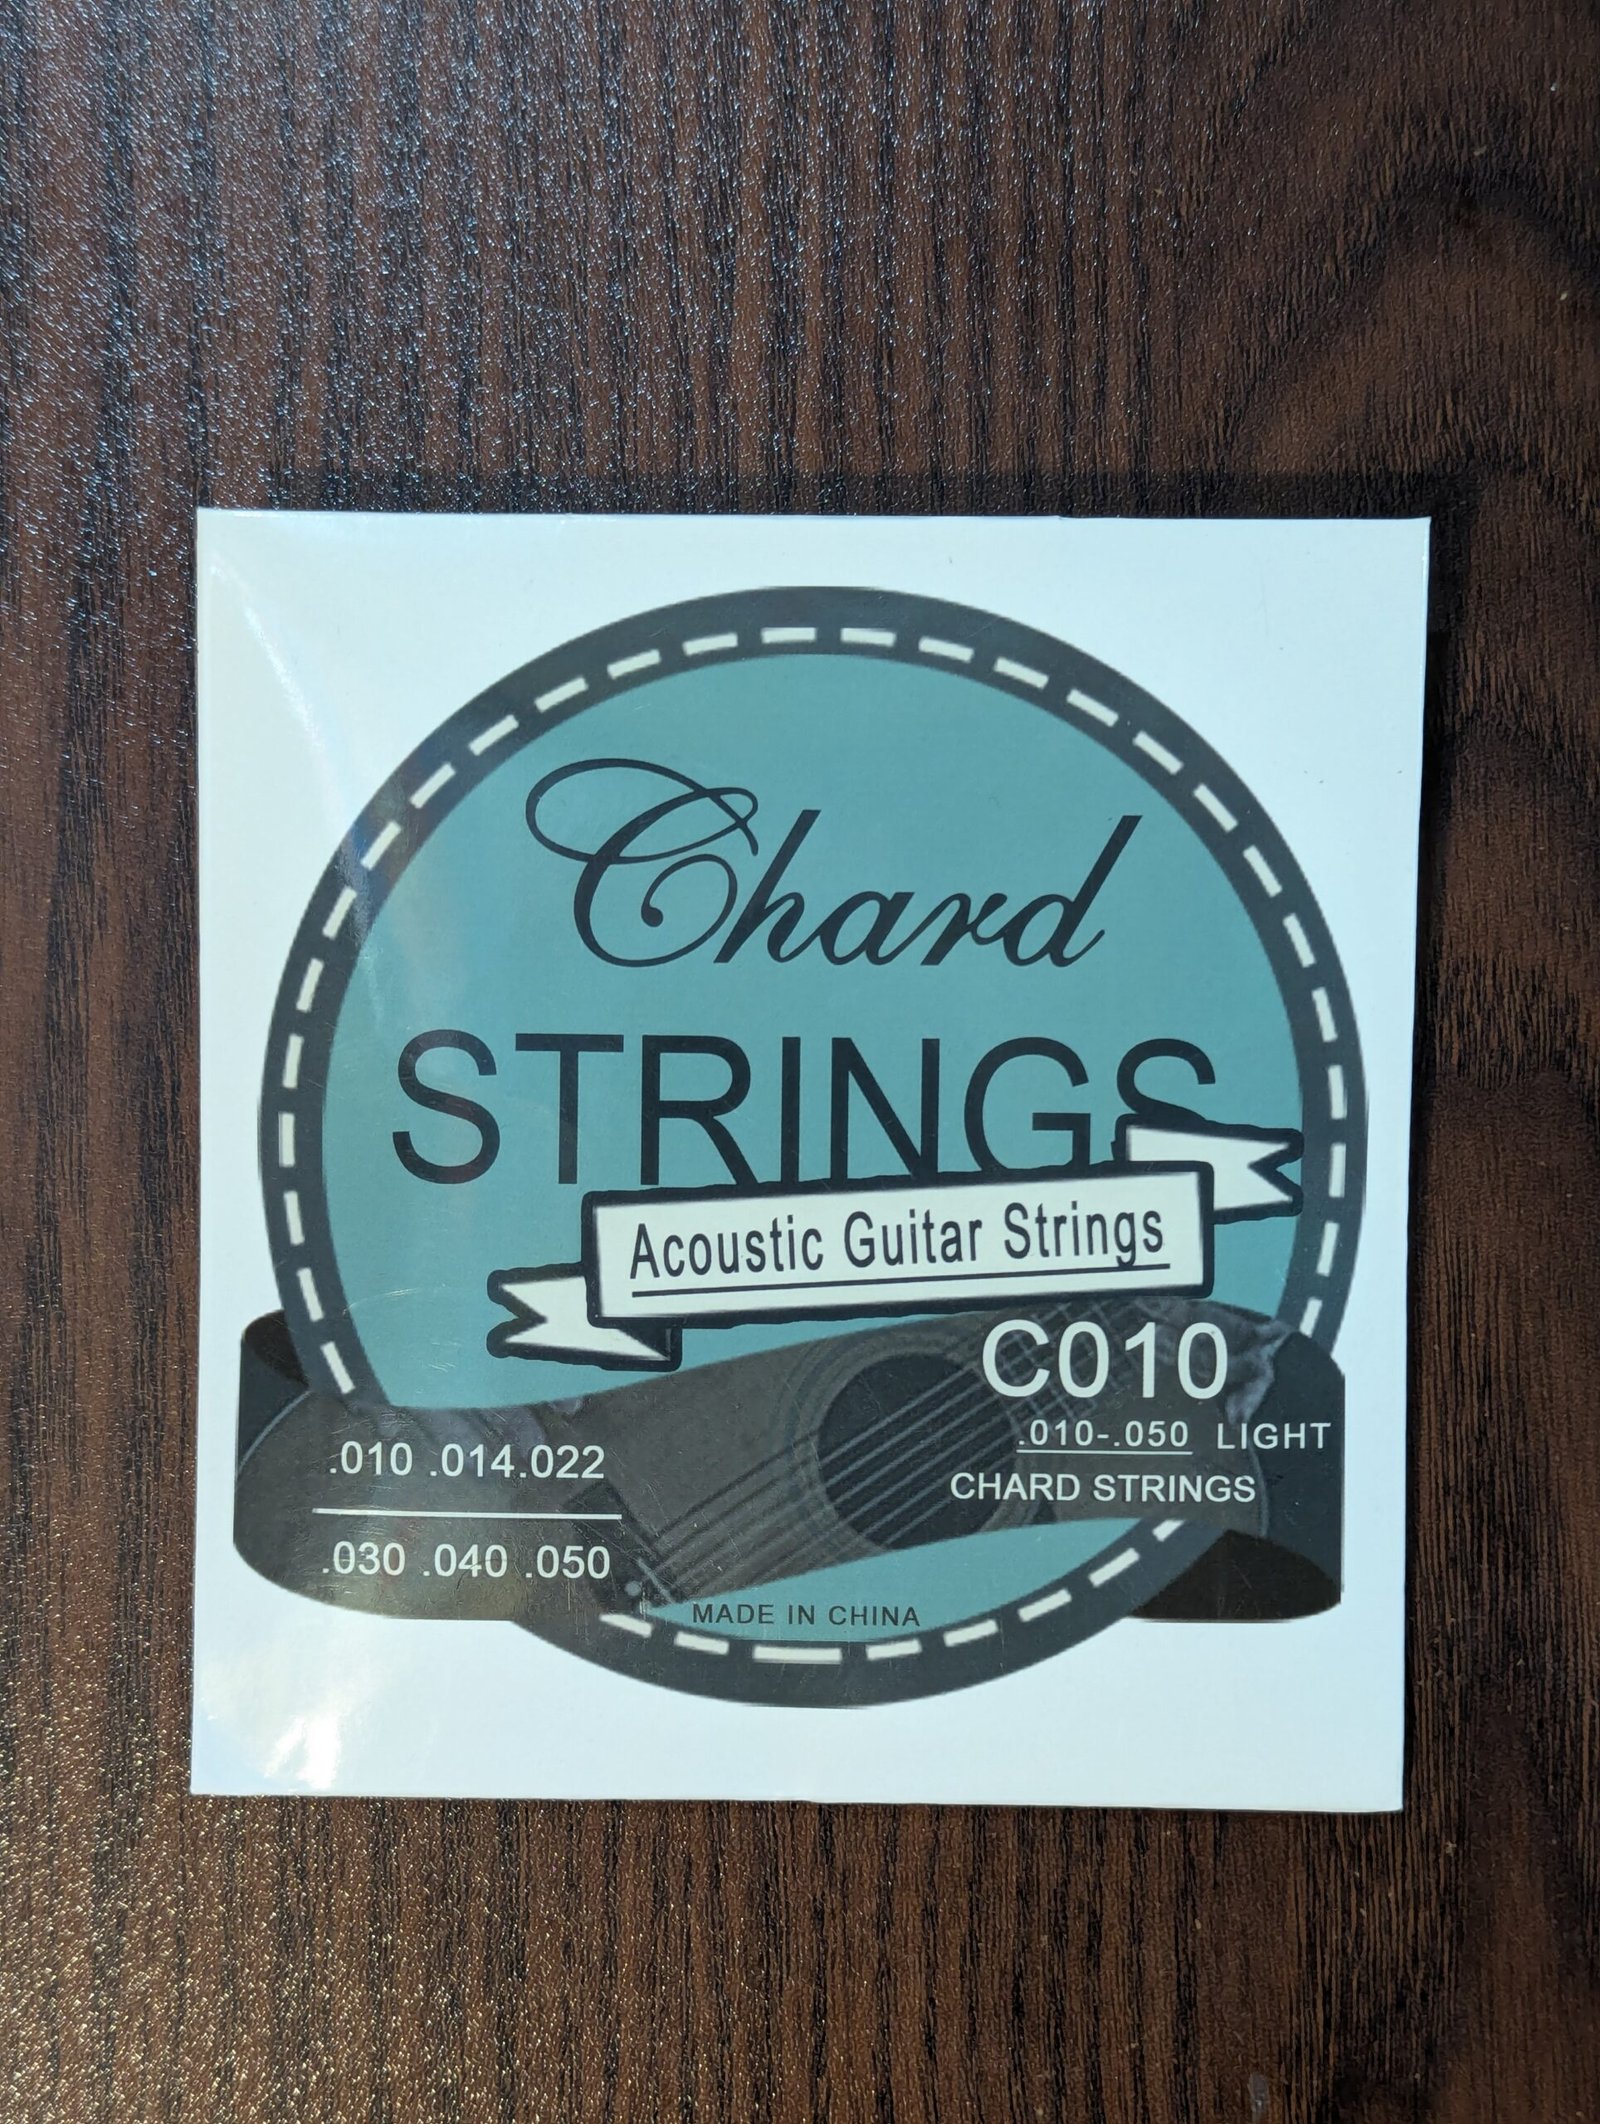 Chard
STRINGS
Acoustic Guitar Strings
C010
.010-.050 LIGHT
CHARD STRINGS
.010 .014.022
.030 .040 .050
MADE IN CHINA